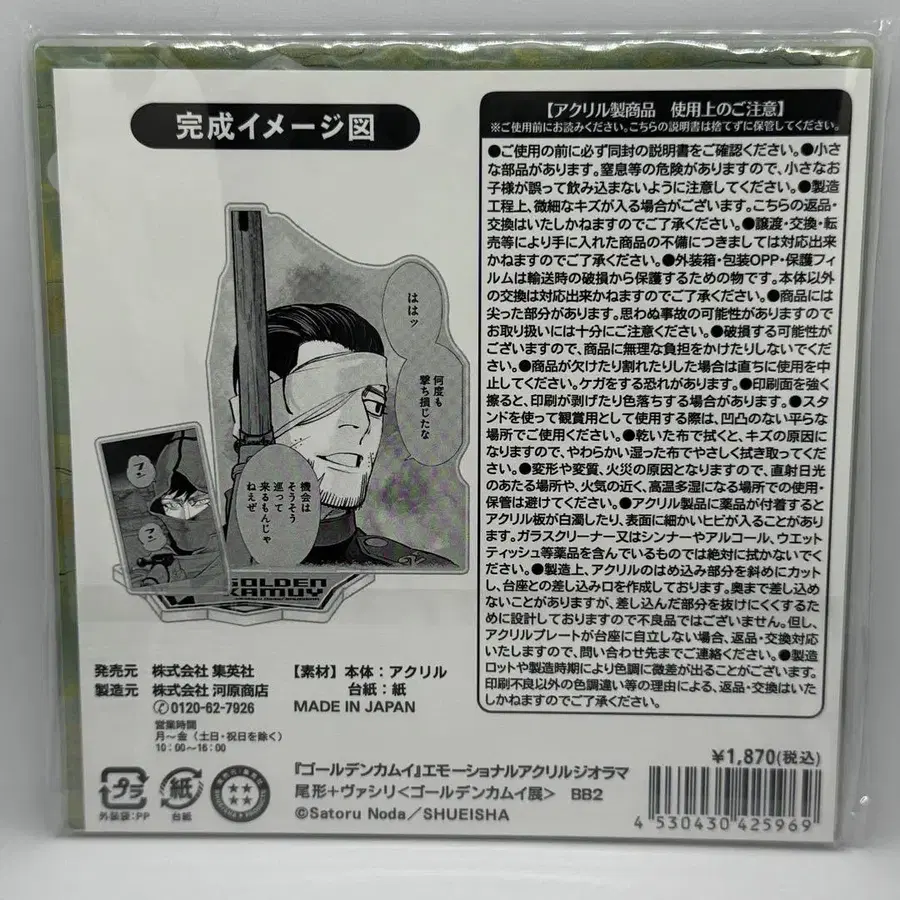 完成イメージ図
ははッ
何度も
撃ち損じたな
機会は
そうそう
巡って
来るもんじゃ
ねえぜ
フー
フー
GOLDEN
KAMUY
発売元 株式会社 集英社
製造元 株式会社 河原商店
0120-62-7926
営業時間
月~金(土日・祝日を除く)
10:00~16:00
【素材】本体:アクリル
台紙:紙
MADE IN JAPAN
【アクリル製商品 使用上のご注意】
※ご使用前にお読みください。こちらの説明書は捨てずに保管してください。
●ご使用の前に必ず同封の説明書をご確認ください。●小さ
な部品があります。窒息等の危険がありますので、小さなお
子様が誤って飲み込まないように注意してください。●製造
工程上、微細なキズが入る場合がございます。こちらの返品・
交換はいたしかねますのでご了承ください。●譲渡・交換・転
売等により手に入れた商品の不備につきましては対応出来
かねますのでご了承ください。●外装箱・包装OPP・保護フィ
ルムは輸送時の破損から保護するための物です。本体以外
の交換は対応出来かねますのでご了承ください。●商品には
尖った部分があります。思わぬ事故の可能性がありますので
お取り扱いには十分にご注意ください。●破損する可能性が
ございますので、商品に無理な負担をかけたりしないでくだ
さい。●商品が欠けたり割れたりした場合は直ちに使用を中
止してください。ケガをする恐れがあります。●印刷面を強く
擦ると、印刷が剥げたり色落ちする場合があります。●スタ
ンドを使って観賞用として使用する際は、凹凸のない平らな
場所でご使用ください。●乾いた布で拭くと、キズの原因に
なりますので、やわらかい湿った布でやさしく拭き取ってくだ
さい。●変形や変質、火災の原因となりますので、直射日光
のあたる場所や、火気の近く、高温多湿になる場所での使用・
保管は避けてください。●アクリル製品に薬品が付着すると
アクリル板が白濁したり、表面に細かいヒビが入ることがあり
ます。ガラスクリーナー又はシンナーやアルコール、ウエット
ティッシュ等薬品を含んでいるものでは絶対に拭かないでく
ださい。●製造上、アクリルのはめ込み部分を斜めにカット
し、台座との差し込み口を作成しております。奥まで差し込め
ないことがありますが、差し込んだ部分を抜けにくくするため
に設計しておりますので不良品ではございません。但し、
アクリルプレートが台座に自立しない場合、返品・交換対応
いたしますので、問い合わせ先までご連絡ください。●製造
ロットや製造時期により色調に微差が出ることがございます。
印刷不良以外の色調違い等の理由による、返品・交換はいた
しかねますのでご了承ください。
¥1,870(税込)
プラ
外装袋:PP
紙
台紙
『ゴールデンカムイ』エモーショナルアクリルジオラマ
尾形+ヴァシリ<ゴールデンカムイ展> BB2
©Satoru Noda/SHUEISHA
4 530430 425969